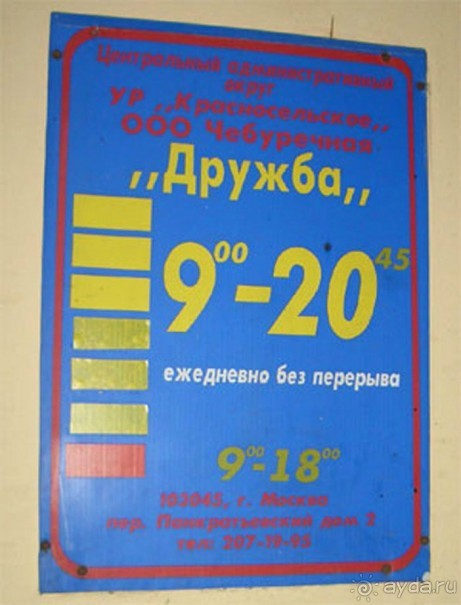 Центральный административный
округ
УР ,,Красносельское,,
ООО Чебуречная
,,Дружба,,
9⁰⁰-20⁴⁵
ежедневно без перерыва
9⁰⁰-18⁰⁰
103045, г. Москва
пер. Панкратьевский дом 2
тел: 207-19-95
ayda.ru